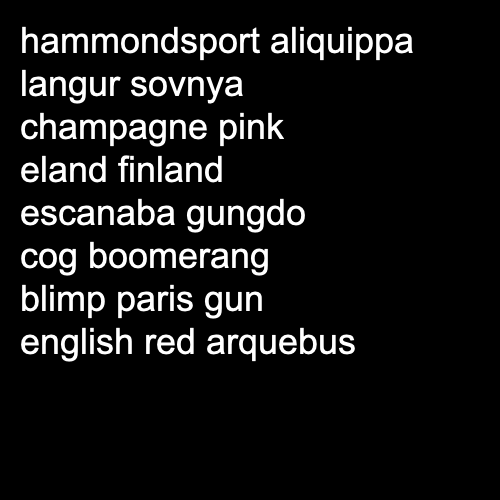 hammondsport aliquippa
langur sovnya
champagne pink
eland finland
escanaba gungdo
cog boomerang
blimp paris gun
english red arquebus